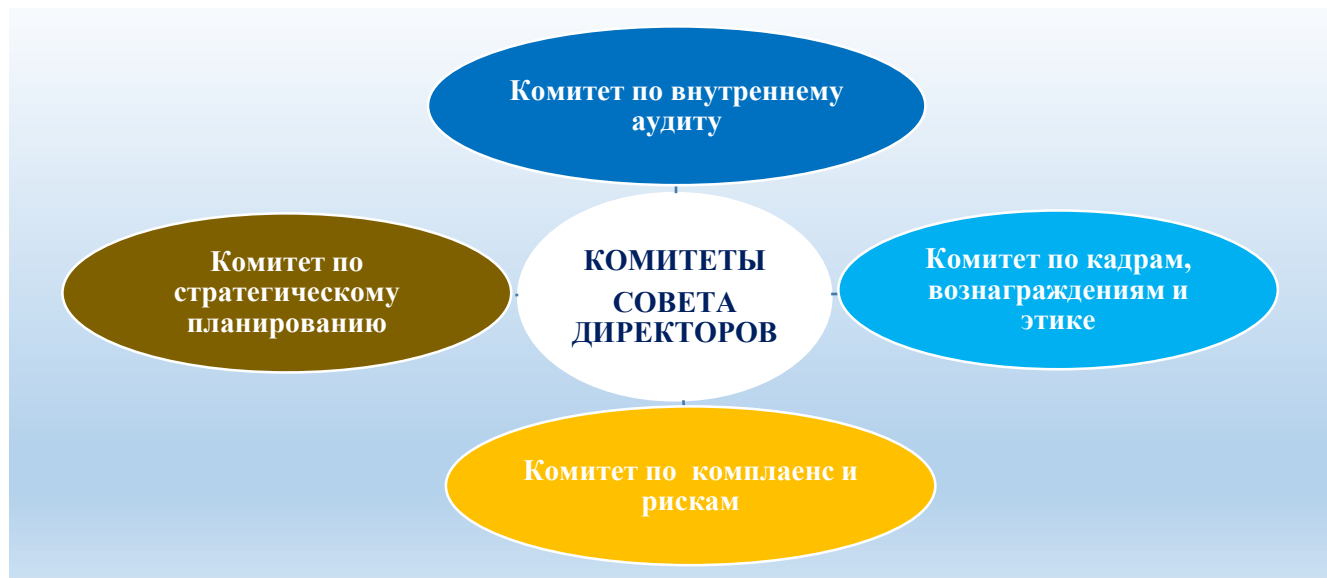 Комитет по внутреннему
аудиту
Комитет по
стратегическому
планированию
КОМИТЕТЫ
СОВЕТА
ДИРЕКТОРОВ
Комитет по кадрам,
вознаграждениям и
этике
Комитет по комплаенс и
рискам